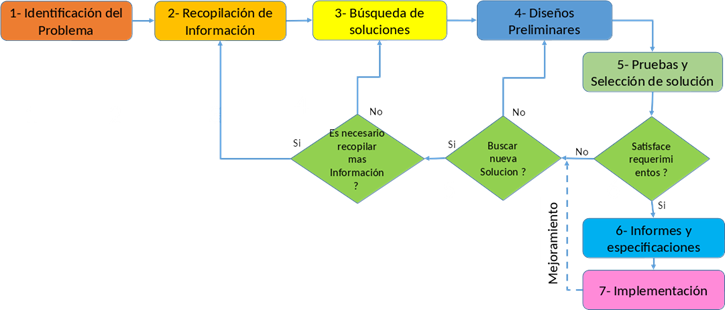 1- Identificación del
Problema
2- Recopilación de
Información
3- Búsqueda de
soluciones
4- Diseños
Preliminares
5- Pruebas y
Selección de solución
No
No
Es necesario
recopilar
mas
Información
?
Si
Buscar
nueva
Solucion ?
Si
Satisface
requerimi
entos ?
No
Si
Mejoramiento
6- Informes y
especificaciones
7- Implementación